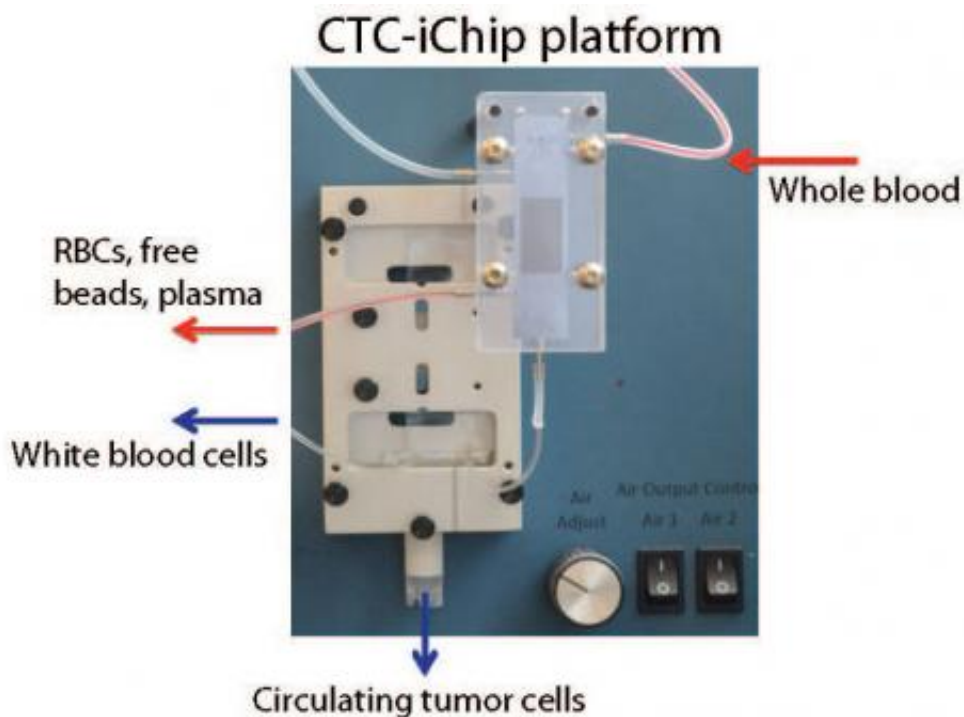 CTC-iChip platform
Whole blood
RBCs, free
beads, plasma
White blood cells
Air
Adjust
Air Output Contro
Air 1
Air 2
Circulating tumor cells